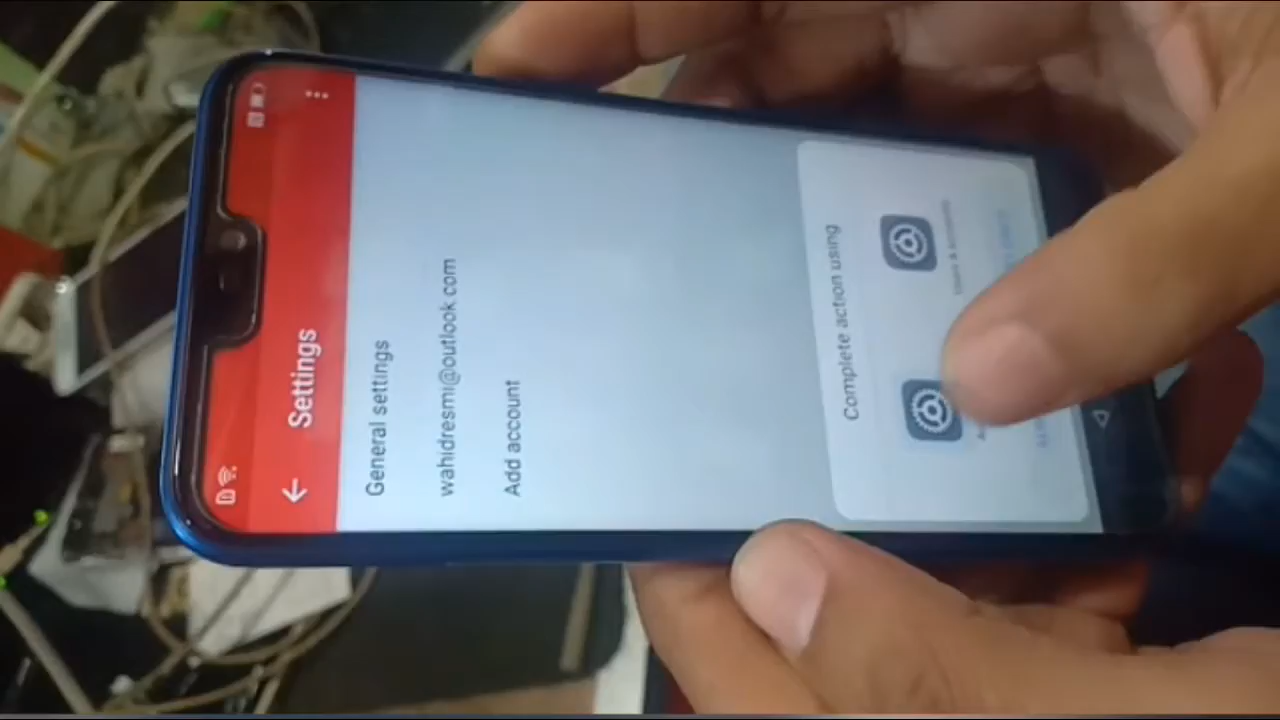 Settings
General settings
wahidresmi@outlook.com
Add account
Complete action using